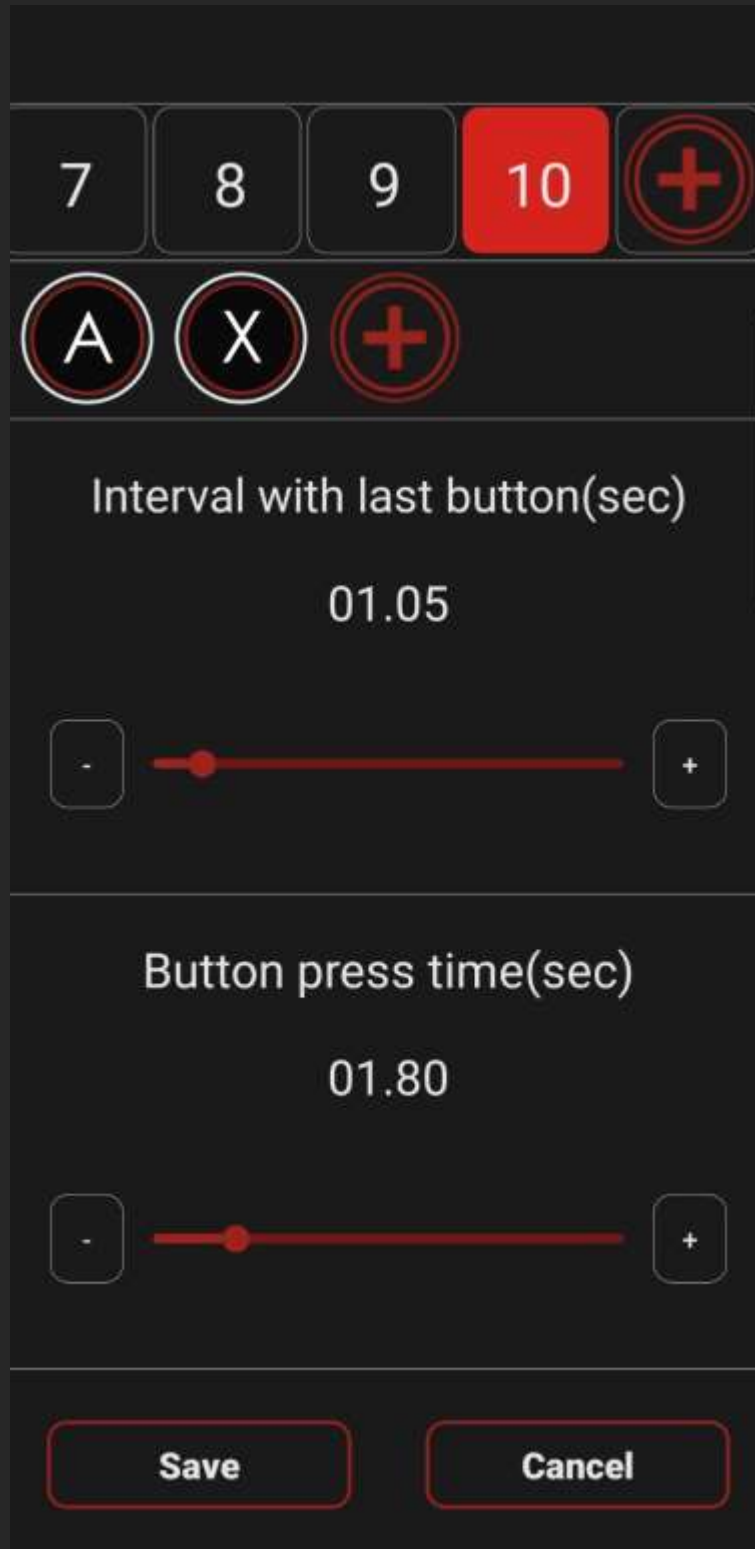 7 8 9 10 +
A X +
Interval with last button(sec)
01.05
- +
Button press time(sec)
01.80
- +
Save Cancel